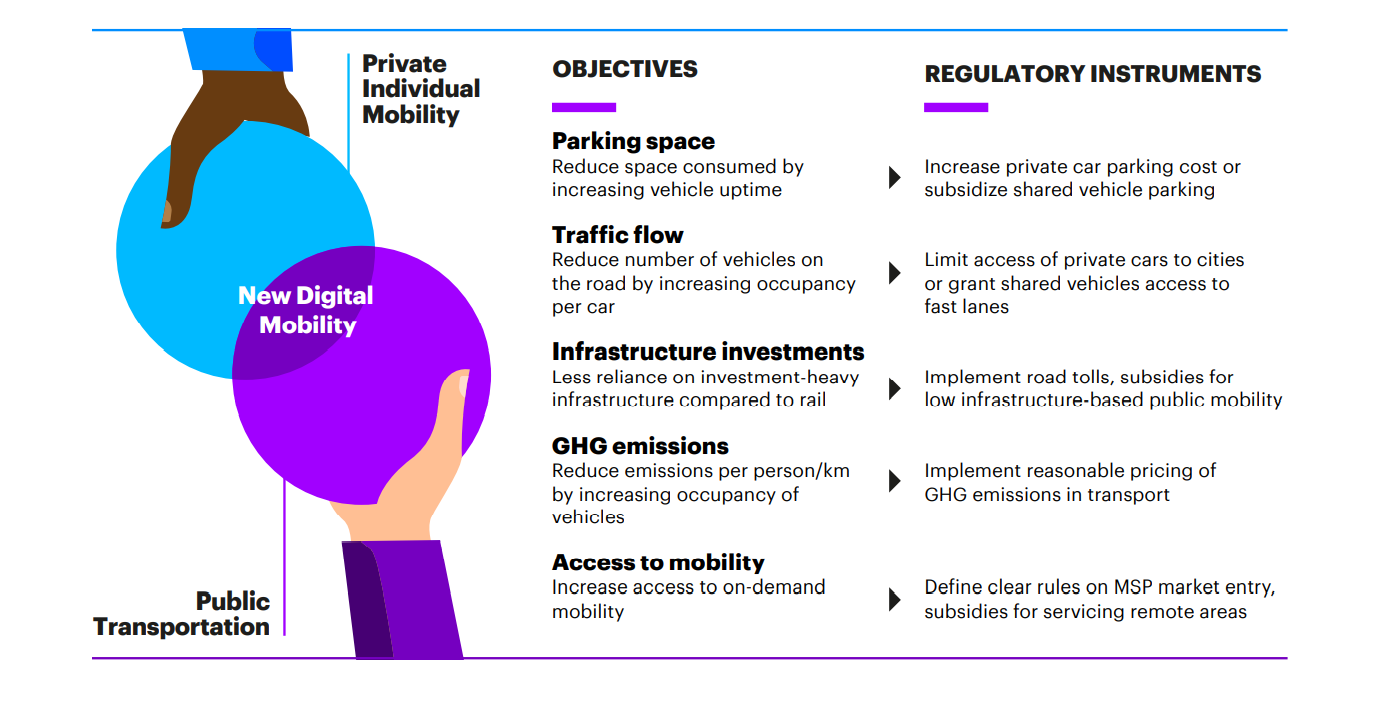 Private
Individual
Mobility
New Digital
Mobility
Public
Transportation
OBJECTIVES
REGULATORY INSTRUMENTS
Parking space
Reduce space consumed by
increasing vehicle uptime
Increase private car parking cost or
subsidize shared vehicle parking
Traffic flow
Reduce number of vehicles on
the road by increasing occupancy
per car
Limit access of private cars to cities
or grant shared vehicles access to
fast lanes
Infrastructure investments
Less reliance on investment-heavy
infrastructure compared to rail
Implement road tolls, subsidies for
low infrastructure-based public mobility
GHG emissions
Reduce emissions per person/km
by increasing occupancy of
vehicles
Implement reasonable pricing of
GHG emissions in transport
Access to mobility
Increase access to on-demand
mobility
Define clear rules on MSP market entry,
subsidies for servicing remote areas